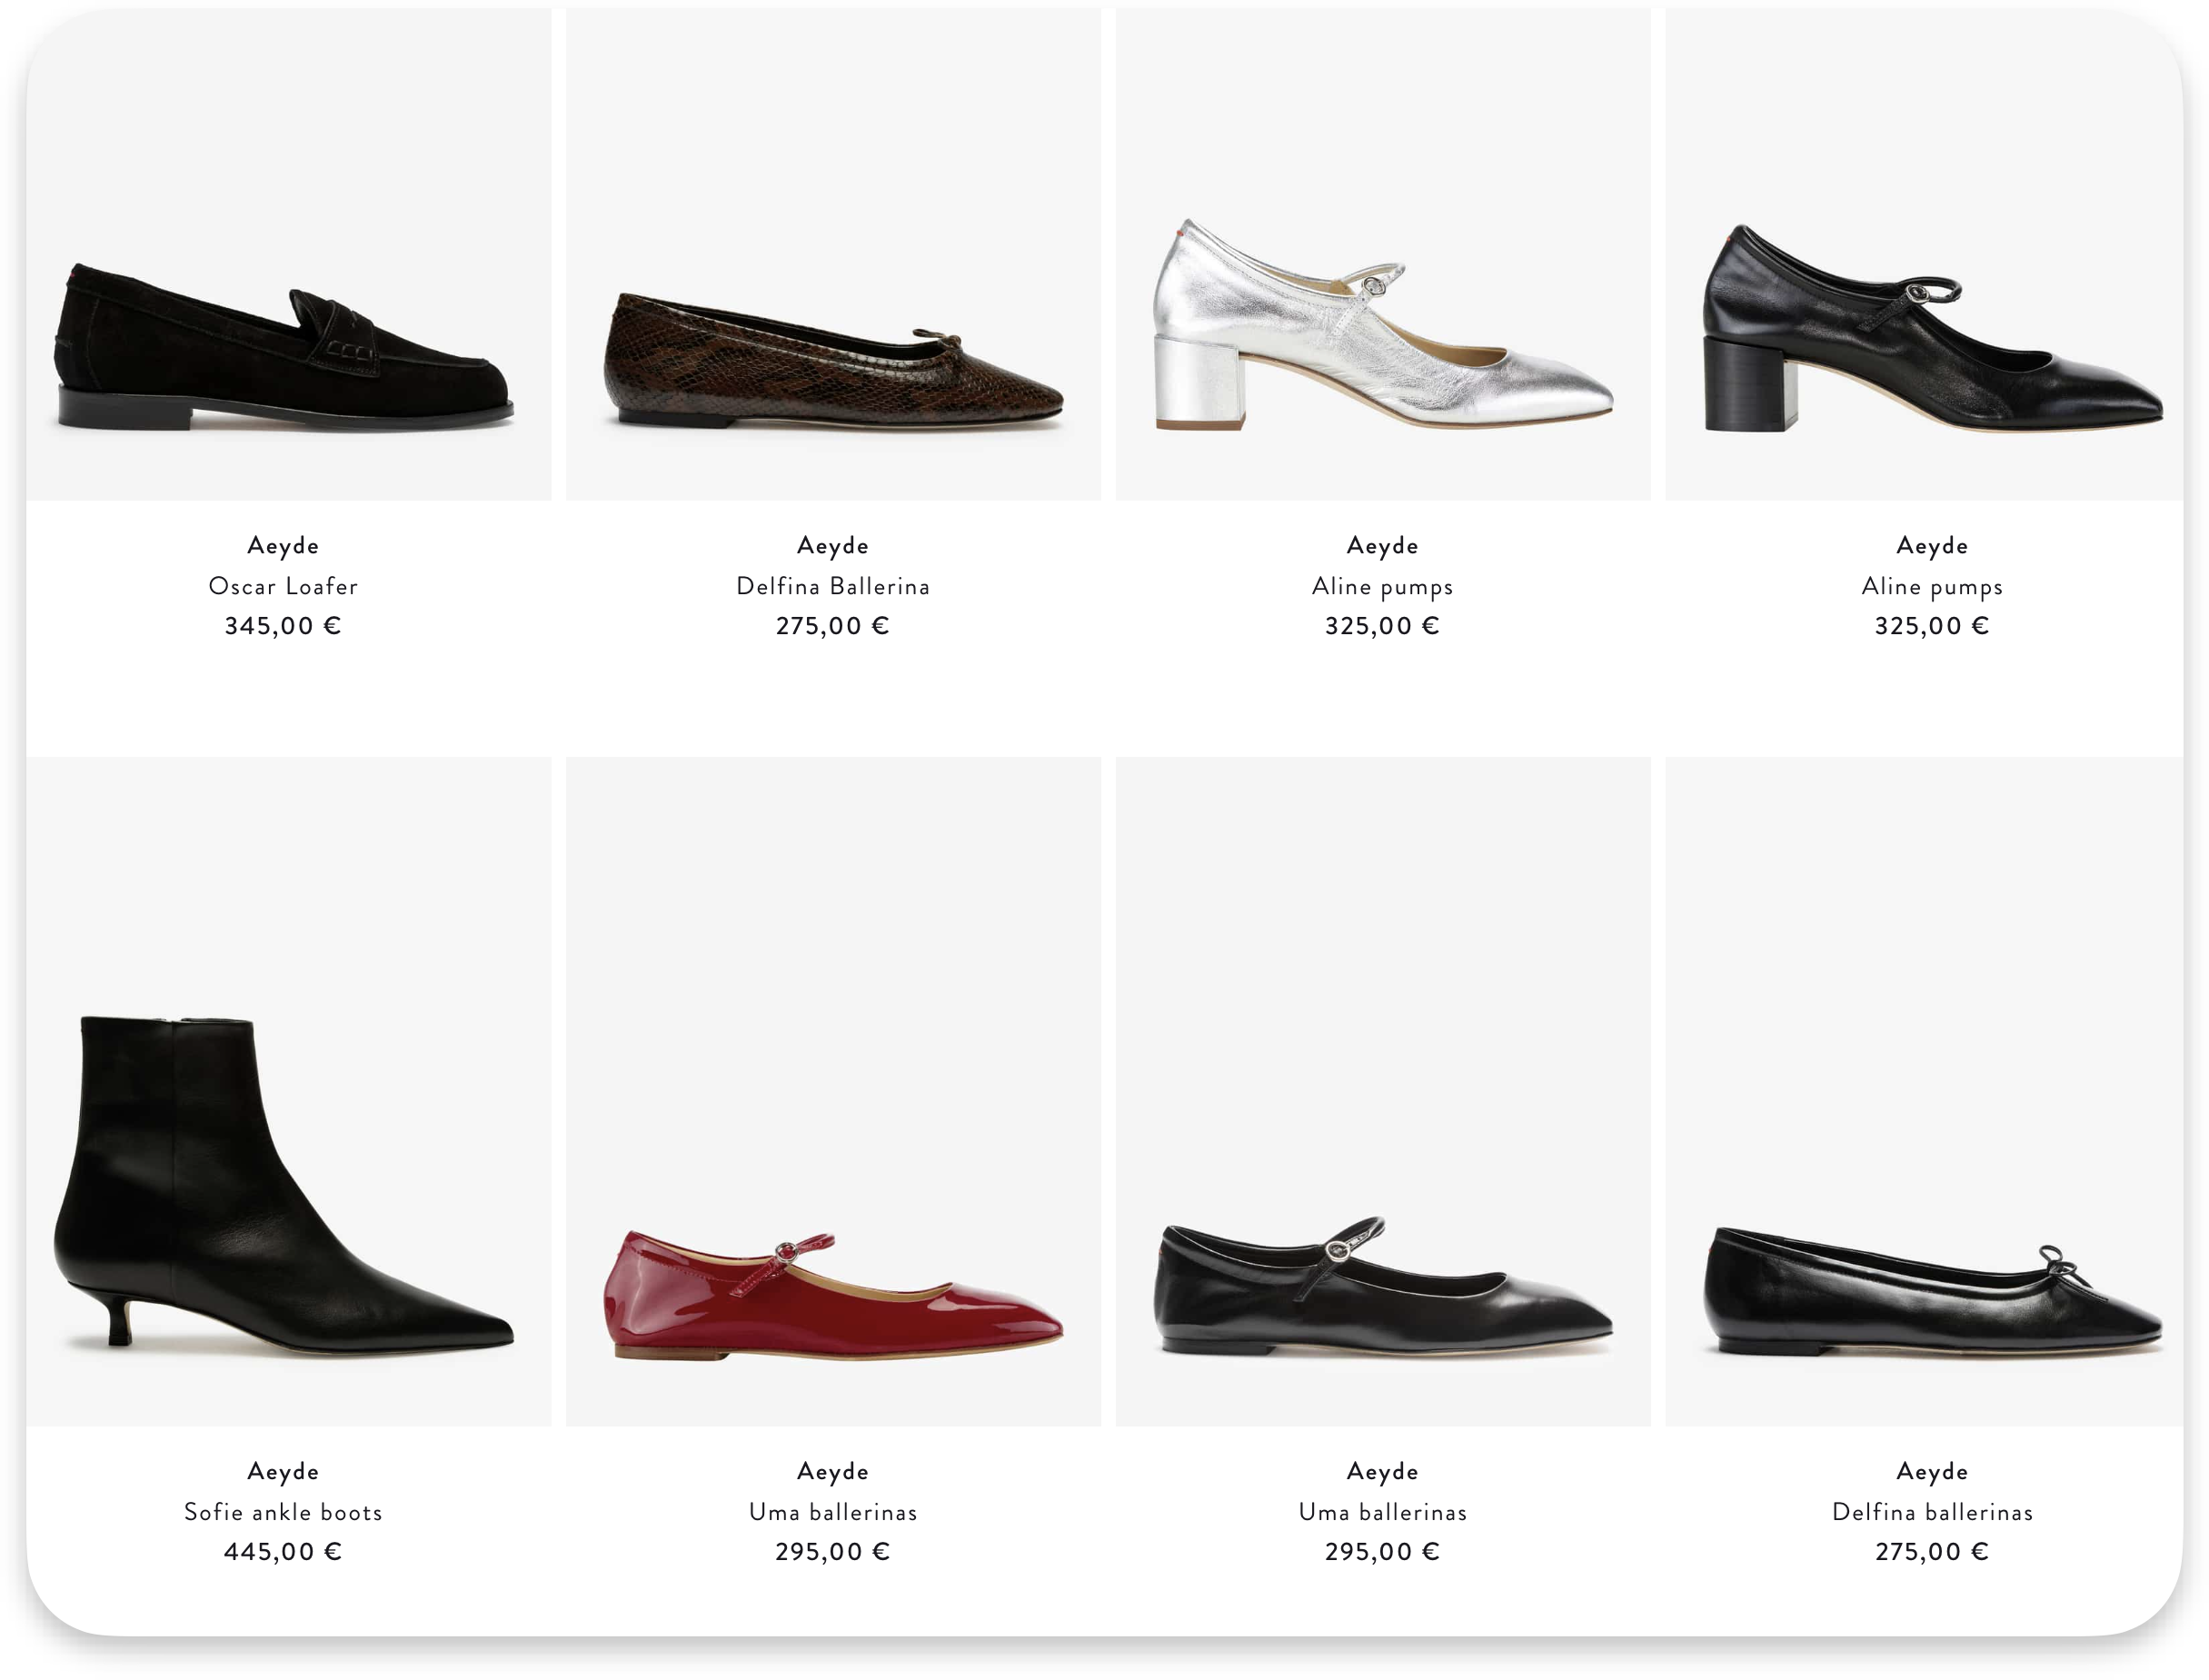 Aeyde
Oscar Loafer
345,00 €
Aeyde
Delfina Ballerina
275,00 €
Aeyde
Aline pumps
325,00 €
Aeyde
Aline pumps
325,00 €
Aeyde
Sofie ankle boots
445,00 €
Aeyde
Uma ballerinas
295,00 €
Aeyde
Uma ballerinas
295,00 €
Aeyde
Delfina ballerinas
275,00 €